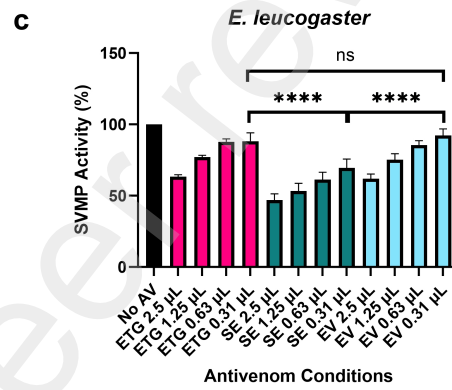 c
E. leucogaster
ns
**** ****
150
100
50
0
SVMP Activity (%)
No AV
ETG 2.5 µL
ETG 1.25 µL
ETG 0.63 µL
ETG 0.31 µL
SE 2.5 µL
SE 1.25 µL
SE 0.63 µL
SE 0.31 µL
EV 2.5 µL
EV 1.25 µL
EV 0.63 µL
EV 0.31 µL
Antivenom Conditions
eer re